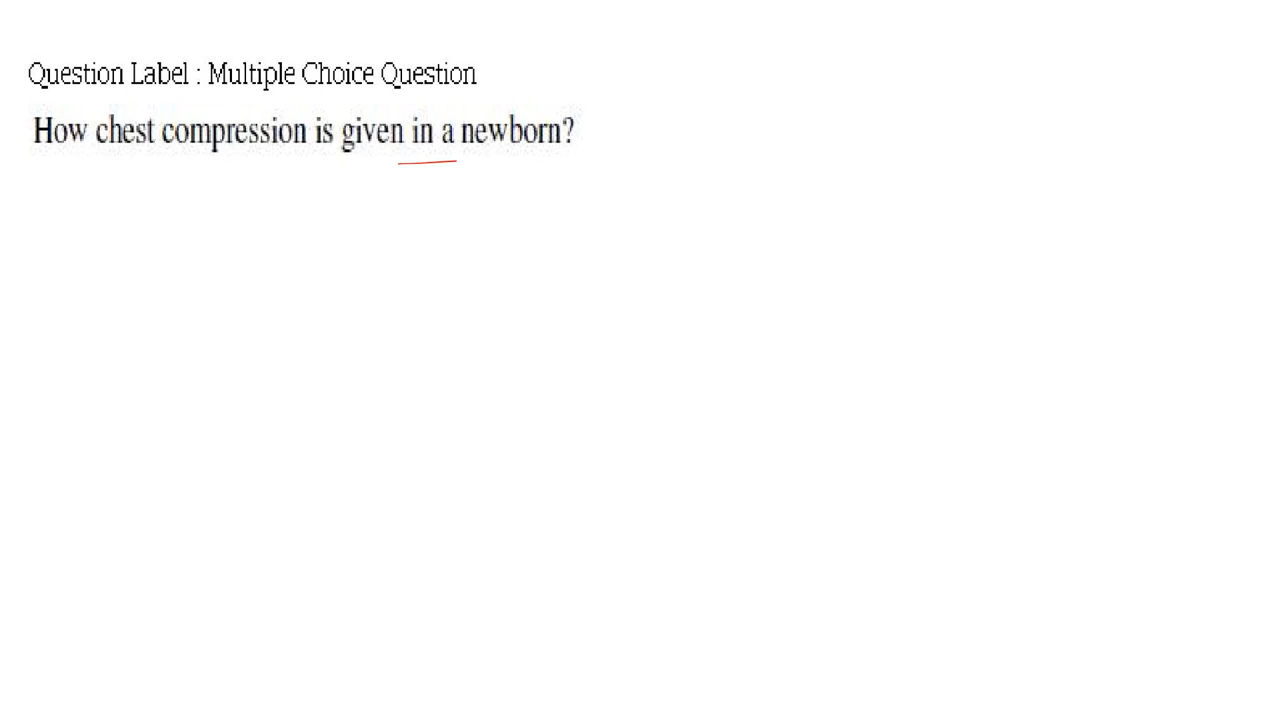 Question Label : Multiple Choice Question
How chest compression is given in a newborn?